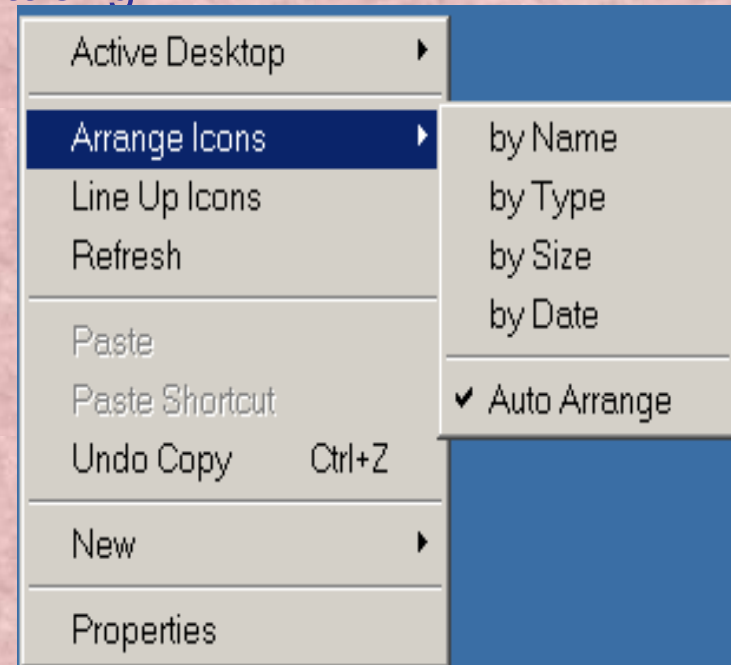 Active Desktop
Arrange Icons
Line Up Icons
Refresh
Paste
Paste Shortcut
Undo Copy Ctrl+Z
New
Properties
by Name
by Type
by Size
by Date
Auto Arrange